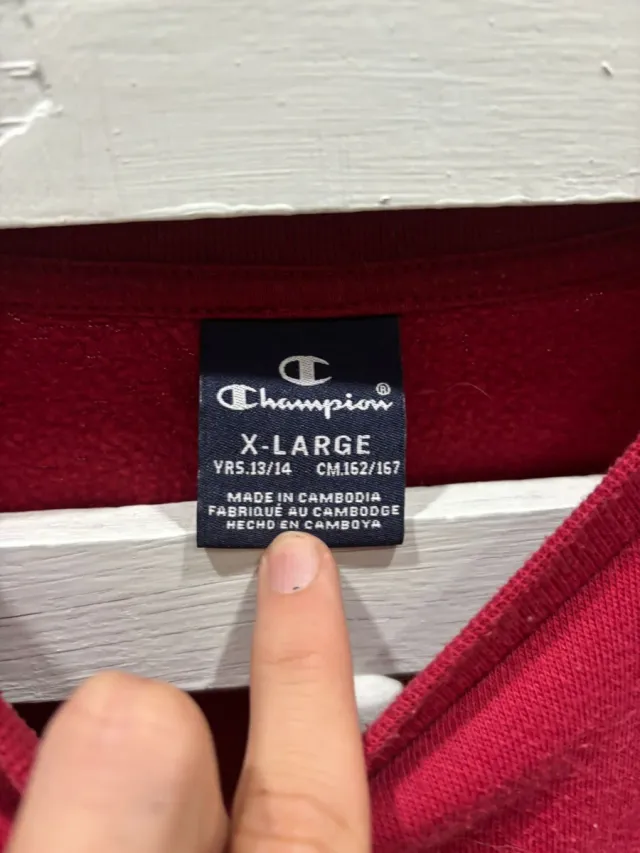 Champion®
X-LARGE
YRS.13/14 CM.162/167
MADE IN CAMBODIA
FABRIQUÉ AU CAMBODGE
HECHO EN CAMBOYA